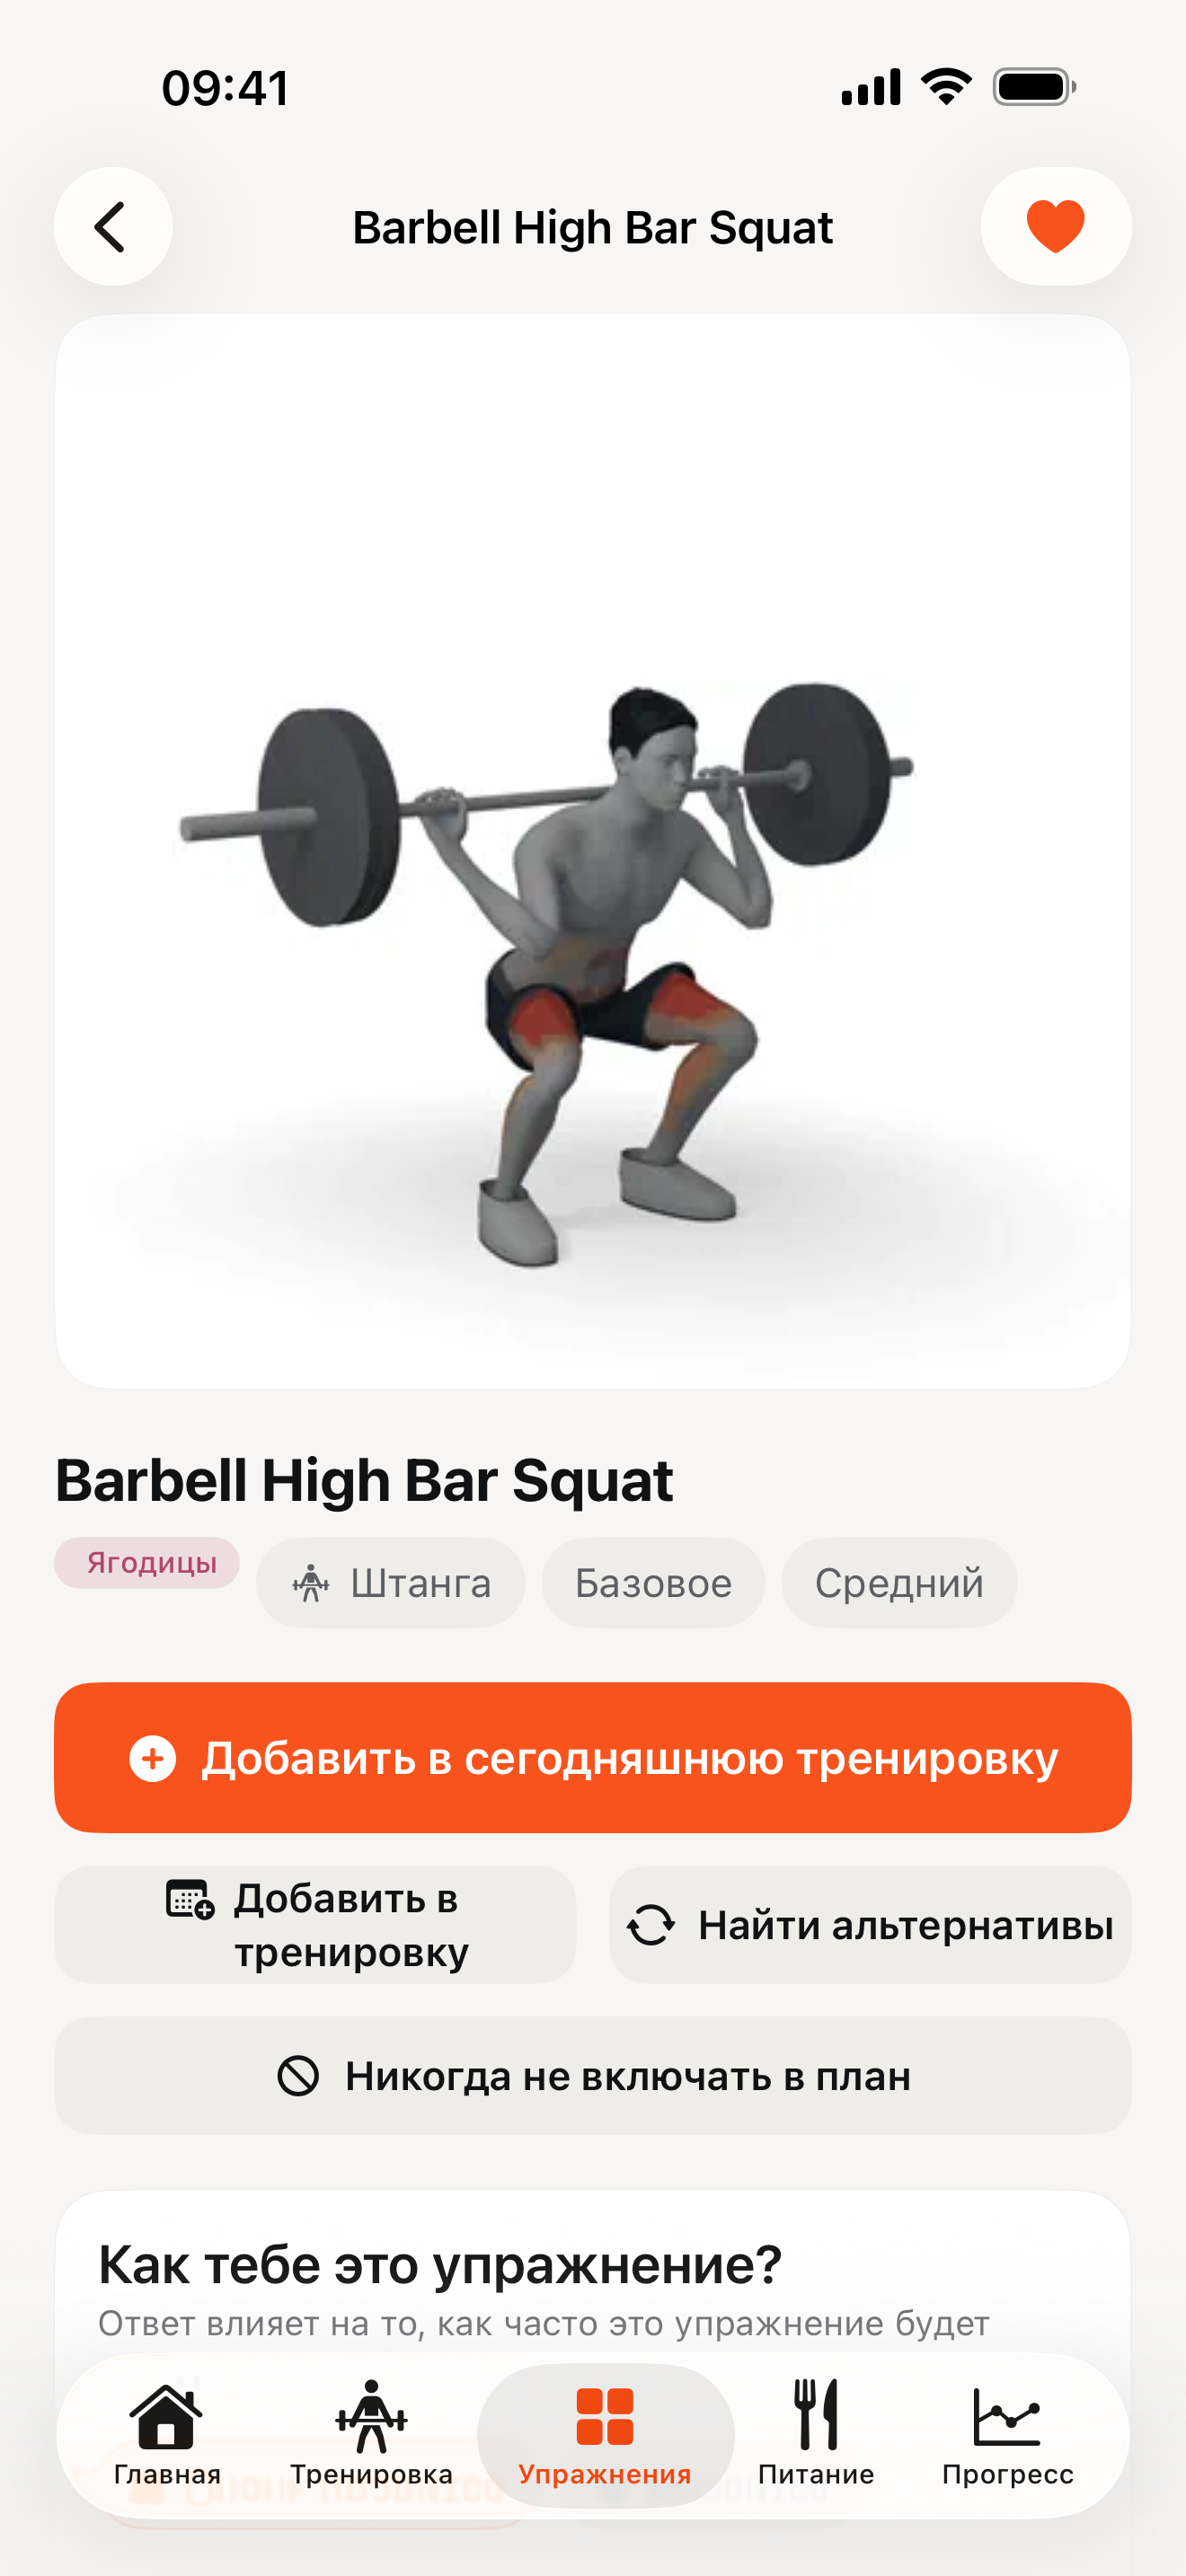 09:41
Barbell High Bar Squat
Barbell High Bar Squat
Ягодицы
Штанга
Базовое
Средний
Добавить в сегодняшнюю тренировку
Добавить в
тренировку
Найти альтернативы
Никогда не включать в план
Как тебе это упражнение?
Ответ влияет на то, как часто это упражнение будет
Главная
Тренировка
Упражнения
Питание
Прогресс